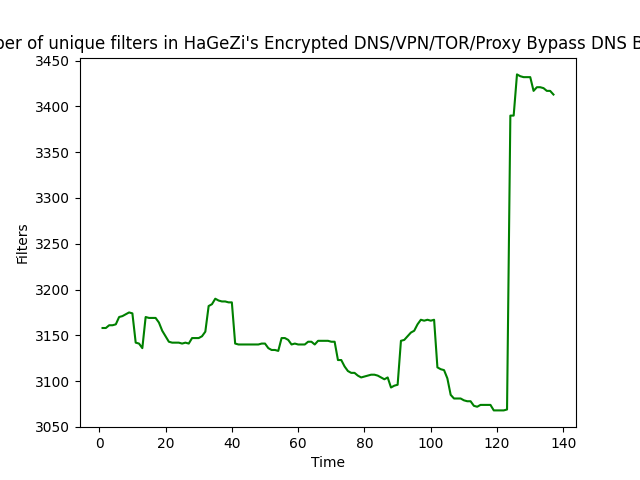 ber of unique filters in HaGeZi's Encrypted DNS/VPN/TOR/Proxy Bypass DNS B
3450
3400
3350
3300
3250
3200
3150
3100
3050
Filters
0 20 40 60 80 100 120 140
Time